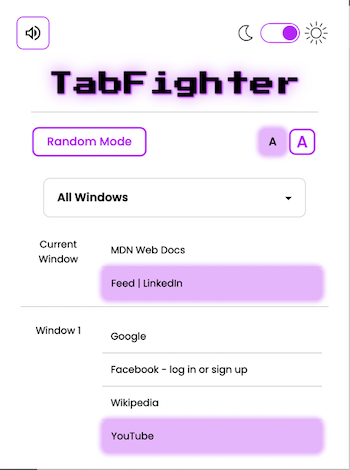 TabFighter
Random Mode
A
A
All Windows
Current
Window
MDN Web Docs
Feed | LinkedIn
Window 1
Google
Facebook - log in or sign up
Wikipedia
YouTube